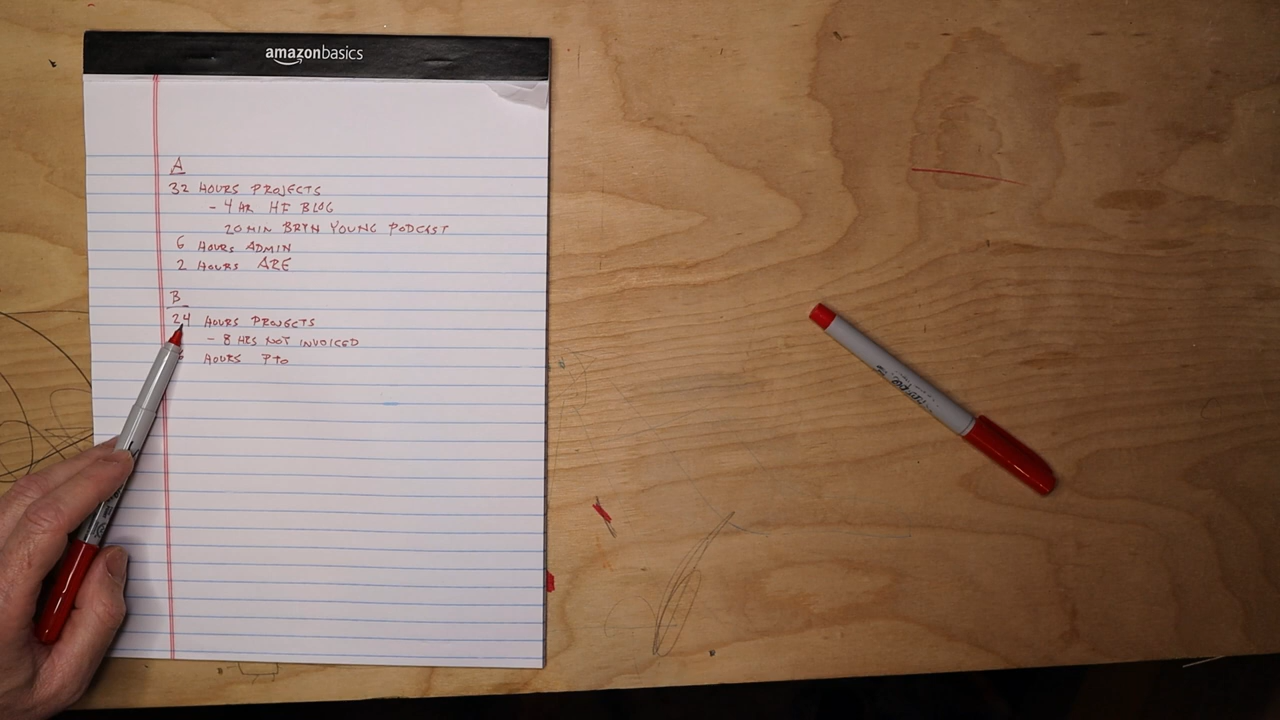 amazonbasics
A
32 HOURS PROJECTS
- 4 HR HF BLOG
20 MIN BRYN YOUNG PODCAST
6 HOURS ADMIN
2 HOURS ARE
B
24 HOURS PROJECTS
- 8 HRS NOT INVOICED
HOURS PTO